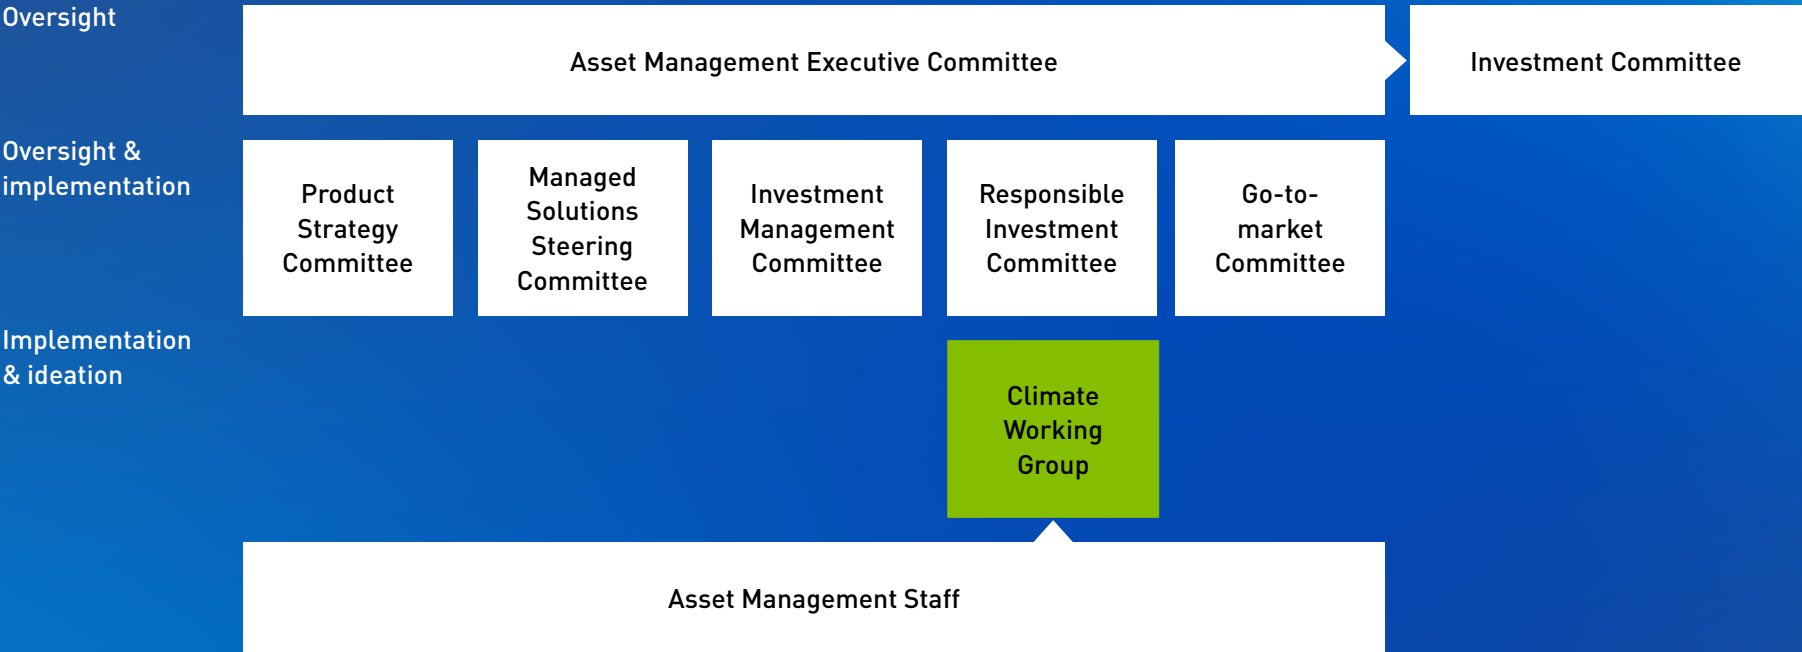 Oversight
Asset Management Executive Committee
Investment Committee
Oversight &
implementation
Product
Strategy
Committee
Managed
Solutions
Steering
Committee
Investment
Management
Committee
Responsible
Investment
Committee
Go-to-
market
Committee
Implementation
& ideation
Climate
Working
Group
Asset Management Staff